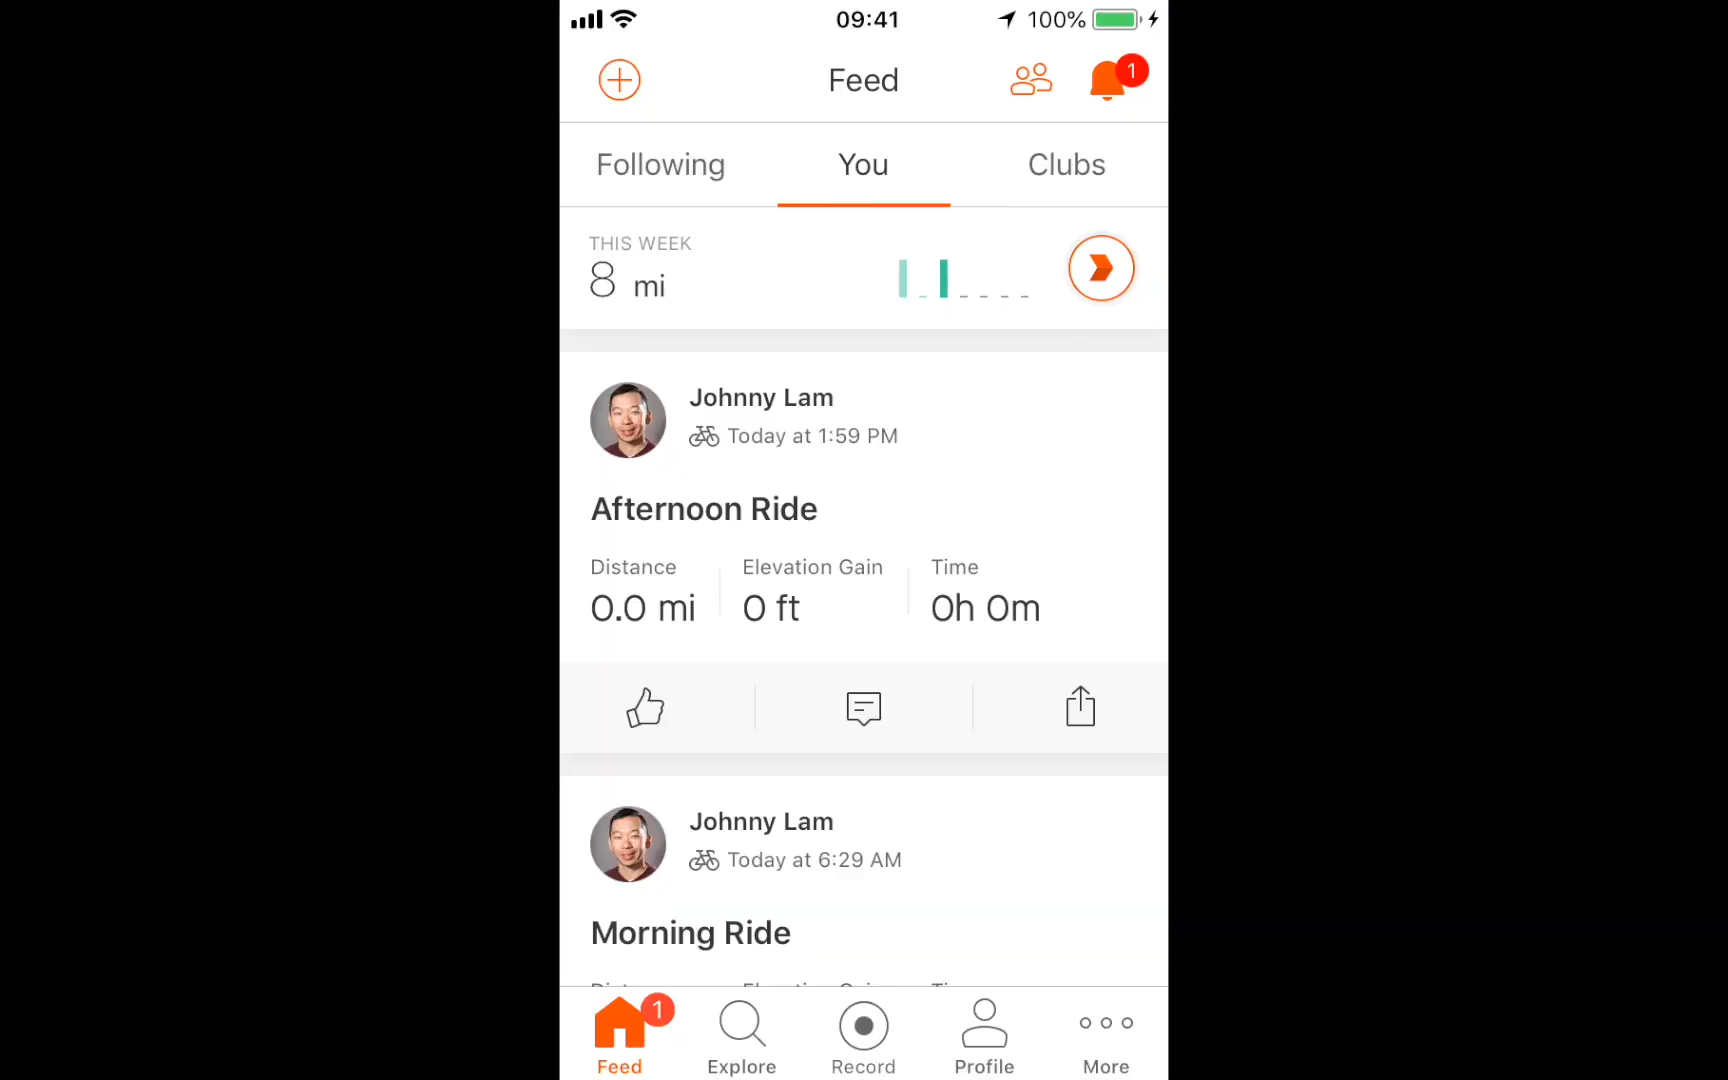 09:41
100%
Feed
1
Following
You
Clubs
THIS WEEK
8 mi
Johnny Lam
Today at 1:59 PM
Afternoon Ride
Distance
Elevation Gain
Time
0.0 mi
0 ft
0h 0m
Johnny Lam
Today at 6:29 AM
Morning Ride
1
Feed
Explore
Record
Profile
More